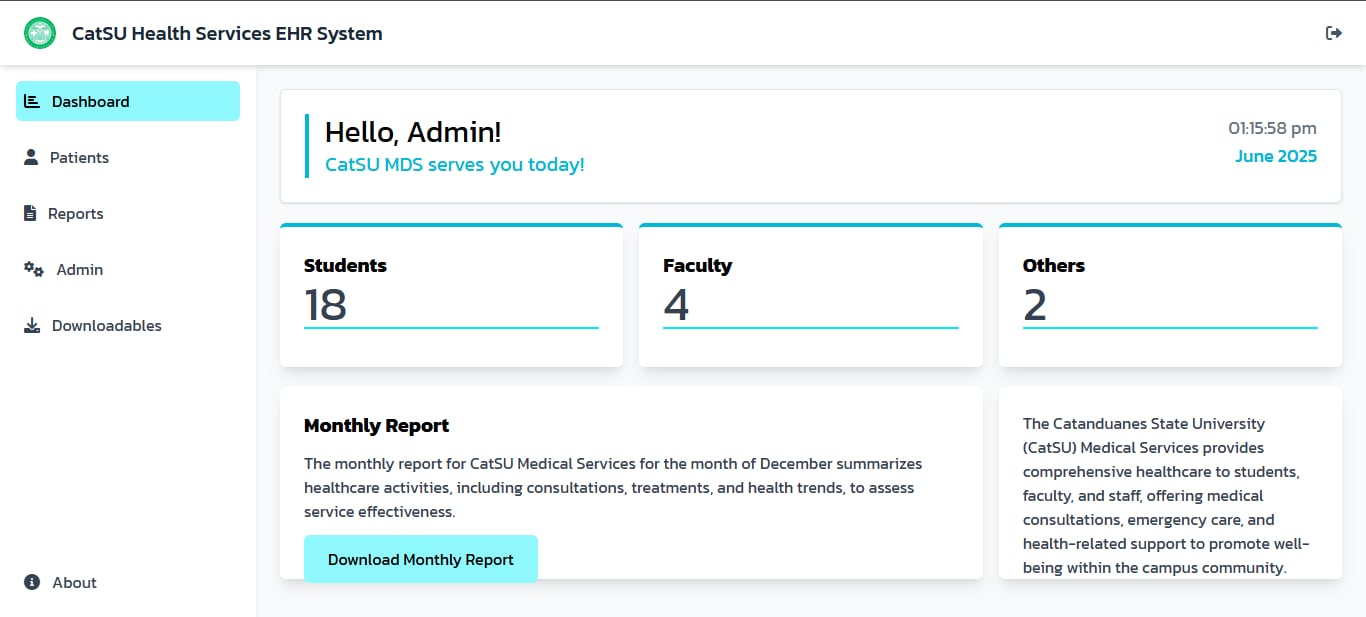 CatSU Health Services EHR System
Dashboard
Patients
Reports
Admin
Downloadables
About
Hello, Admin!
CatSU MDS serves you today!
01:15:58 pm
June 2025
Students
18
Faculty
4
Others
2
Monthly Report
The monthly report for CatSU Medical Services for the month of December summarizes
healthcare activities, including consultations, treatments, and health trends, to assess
service effectiveness.
Download Monthly Report
The Catanduanes State University
(CatSU) Medical Services provides
comprehensive healthcare to students,
faculty, and staff, offering medical
consultations, emergency care, and
health-related support to promote well-
being within the campus community.